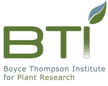 BTI
Boyce Thompson Institute
for Plant Research